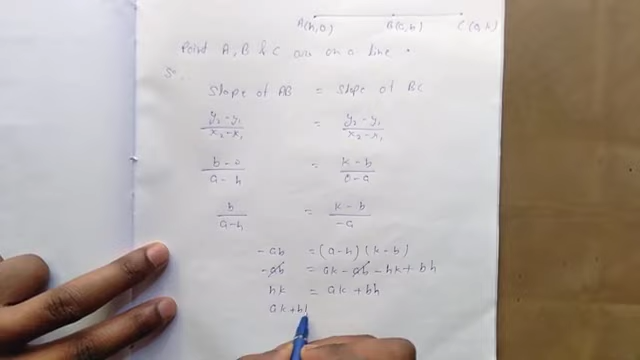 A(h,0) B(a,b) C(0,k)
Point A, B & C are on a line.
So,
Slope of AB = Slope of BC
y₂-y₁/x₂-x₁ = y₂-y₁/x₂-x₁
b-0/a-h = k-b/0-a
b/a-h = k-b/-a
-ab = (a-h)(k-b)
-ab = ak-ab-hk+bh
hk = ak+bh
ak+bh